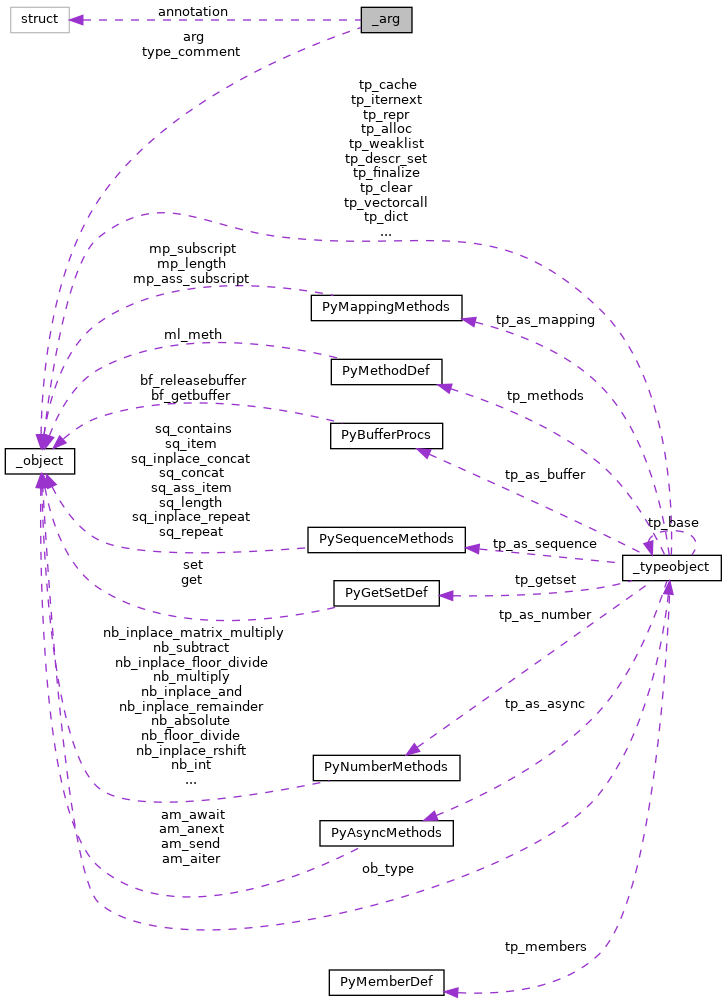 struct
annotation
_arg
arg
type_comment
tp_cache
tp_iternext
tp_repr
tp_alloc
tp_weaklist
tp_descr_set
tp_finalize
tp_clear
tp_vectorcall
tp_dict
...
mp_subscript
mp_length
mp_ass_subscript
PyMappingMethods
tp_as_mapping
ml_meth
PyMethodDef
tp_methods
bf_releasebuffer
bf_getbuffer
PyBufferProcs
_object
sq_contains
sq_item
sq_inplace_concat
sq_concat
sq_ass_item
sq_length
sq_inplace_repeat
sq_repeat
tp_as_buffer
tp_base
PySequenceMethods
tp_as_sequence
_typeobject
set
get
PyGetSetDef
tp_getset
tp_as_number
nb_inplace_matrix_multiply
nb_subtract
nb_inplace_floor_divide
nb_multiply
nb_inplace_and
nb_inplace_remainder
nb_absolute
nb_floor_divide
nb_inplace_rshift
nb_int
...
PyNumberMethods
tp_as_async
am_await
am_anext
am_send
am_aiter
PyAsyncMethods
ob_type
tp_members
PyMemberDef